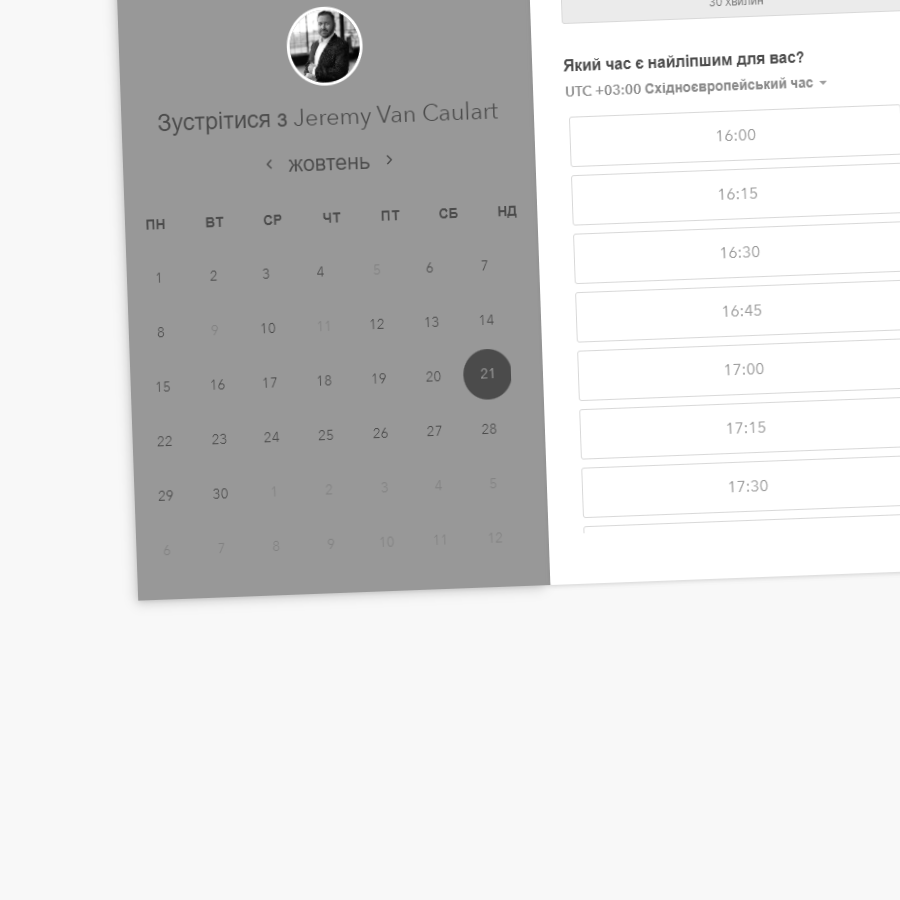 30 хвилин
Зустрітися з Jeremy Van Caulart
‹ жовтень ›
ПН ВТ СР ЧТ ПТ СБ НД
1 2 3 4 5 6 7
8 9 10 11 12 13 14
15 16 17 18 19 20 21
22 23 24 25 26 27 28
29 30 1 2 3 4 5
6 7 8 9 10 11 12
Який час є найліпшим для вас?
UTC +03:00 Східноєвропейський час
16:00
16:15
16:30
16:45
17:00
17:15
17:30